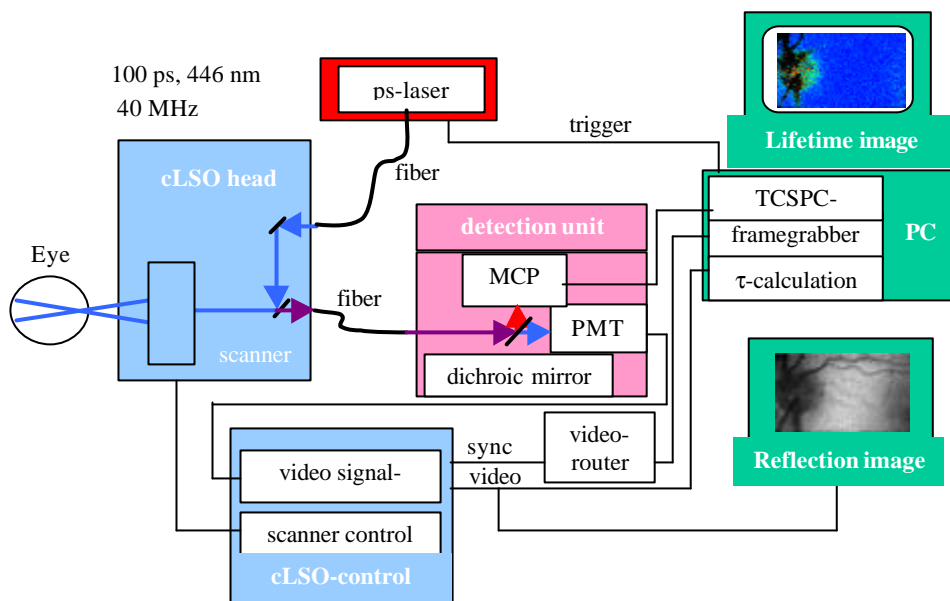 100 ps, 446 nm
40 MHz
ps-laser
trigger
Lifetime image
cLSO head
fiber
detection unit
TCSPC-
framegrabber
τ-calculation
PC
Eye
MCP
fiber
PMT
scanner
dichroic mirror
sync
video-
router
video signal-
video
Reflection image
scanner control
cLSO-control